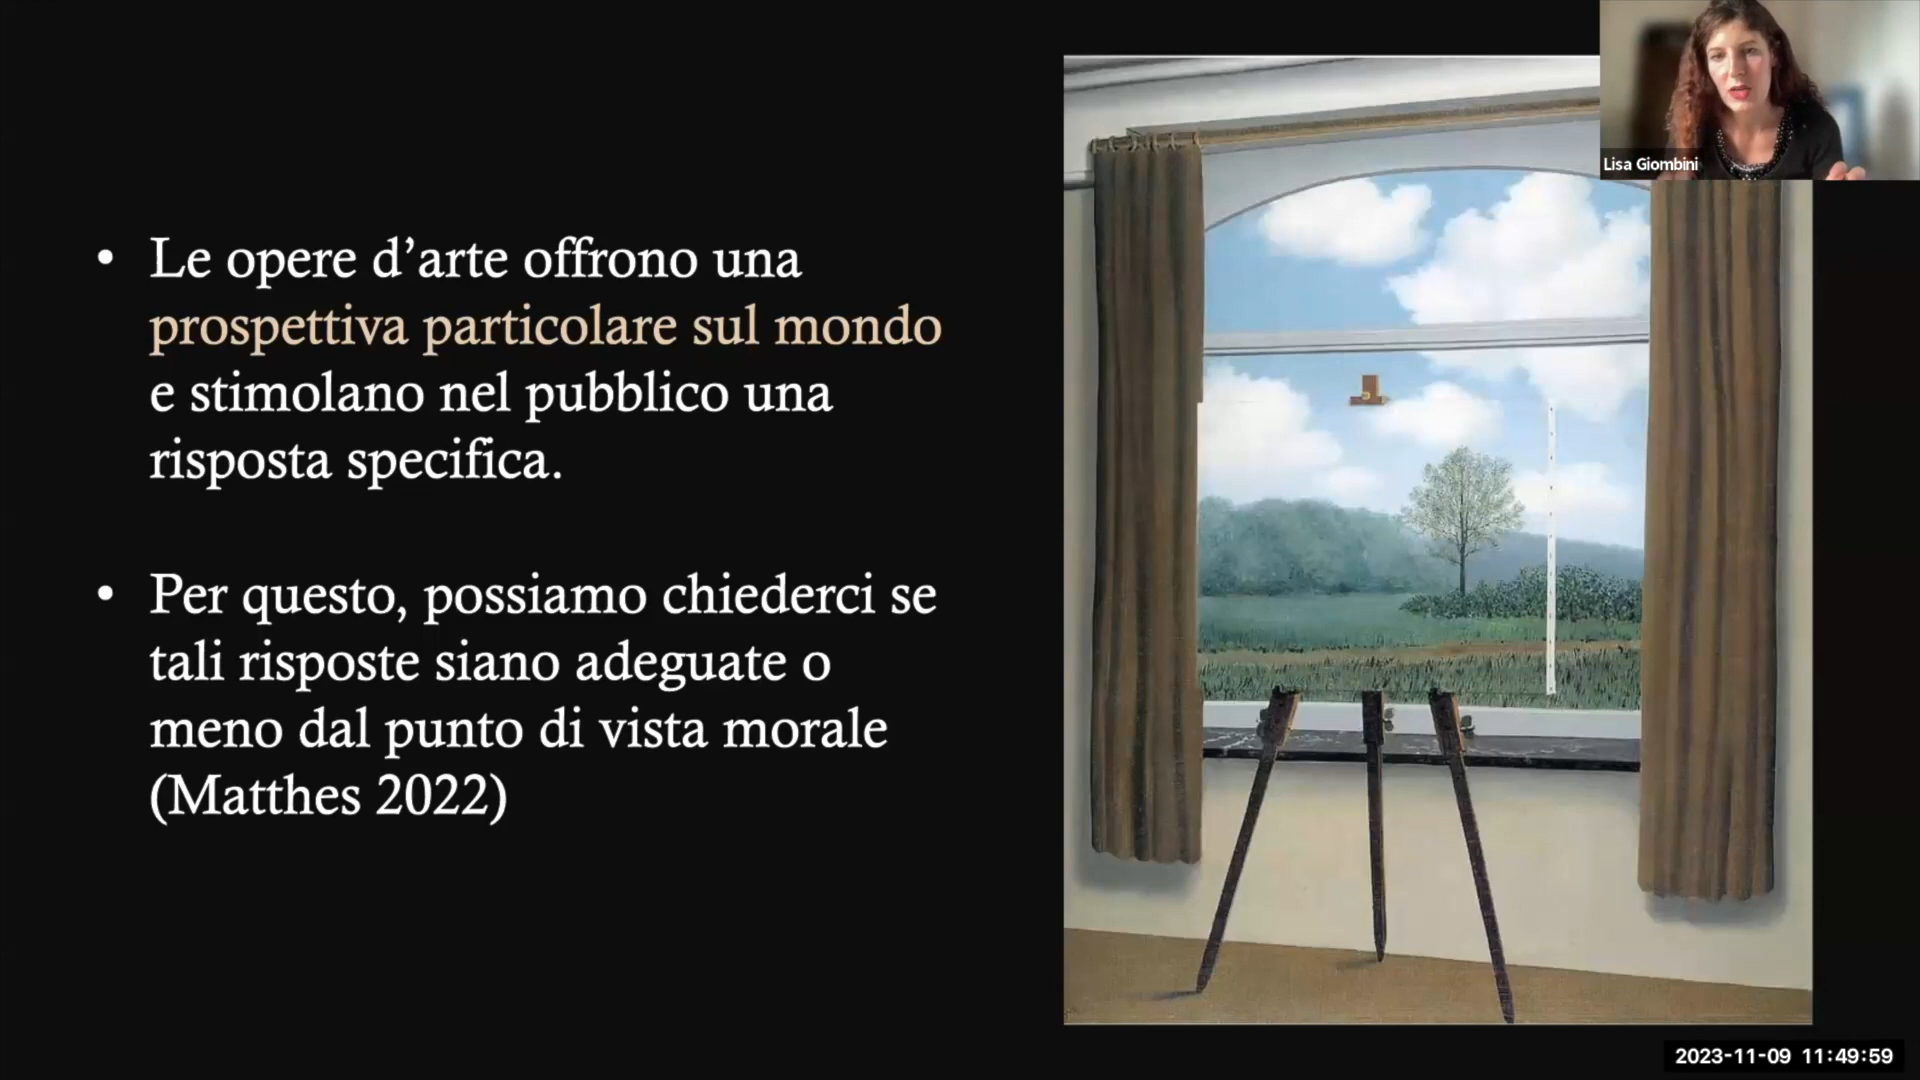 Lisa Giombini
• Le opere d’arte offrono una
prospettiva particolare sul mondo
e stimolano nel pubblico una
risposta specifica.
• Per questo, possiamo chiederci se
tali risposte siano adeguate o
meno dal punto di vista morale
(Matthes 2022)
2023-11-09 11:49:59